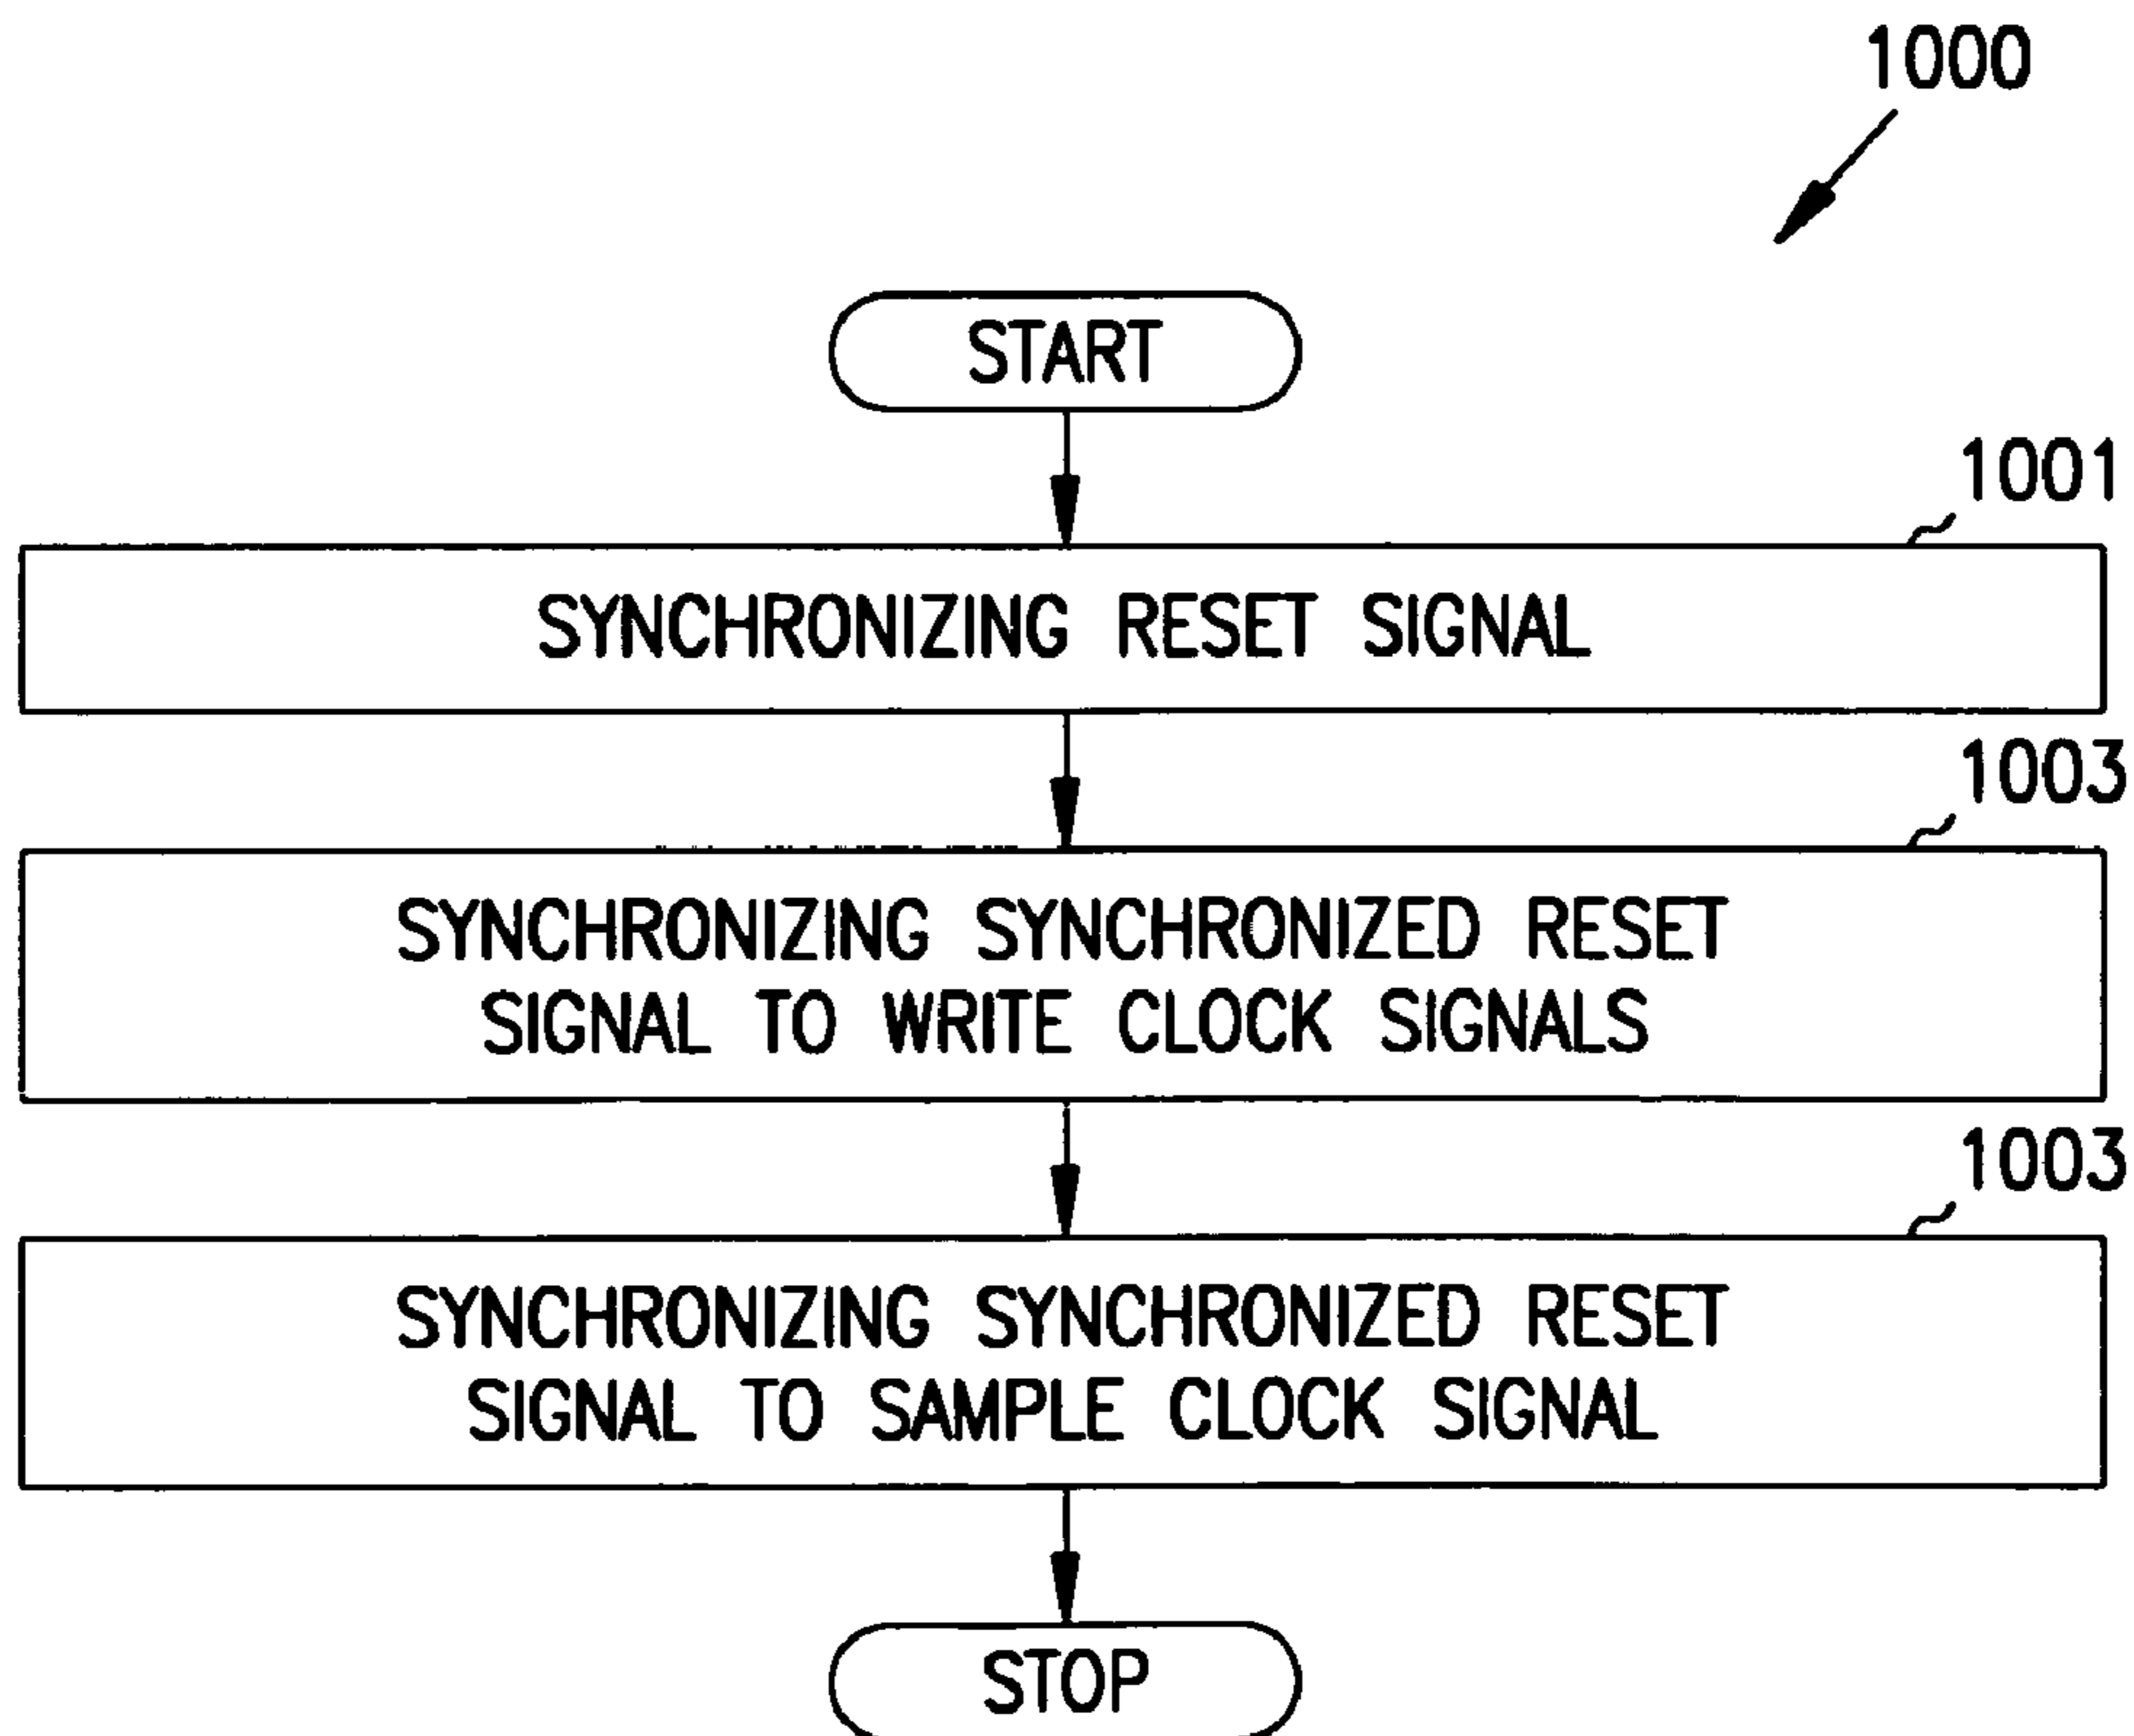 1000
START
1001
SYNCHRONIZING RESET SIGNAL
1003
SYNCHRONIZING SYNCHRONIZED RESET
SIGNAL TO WRITE CLOCK SIGNALS
1003
SYNCHRONIZING SYNCHRONIZED RESET
SIGNAL TO SAMPLE CLOCK SIGNAL
STOP